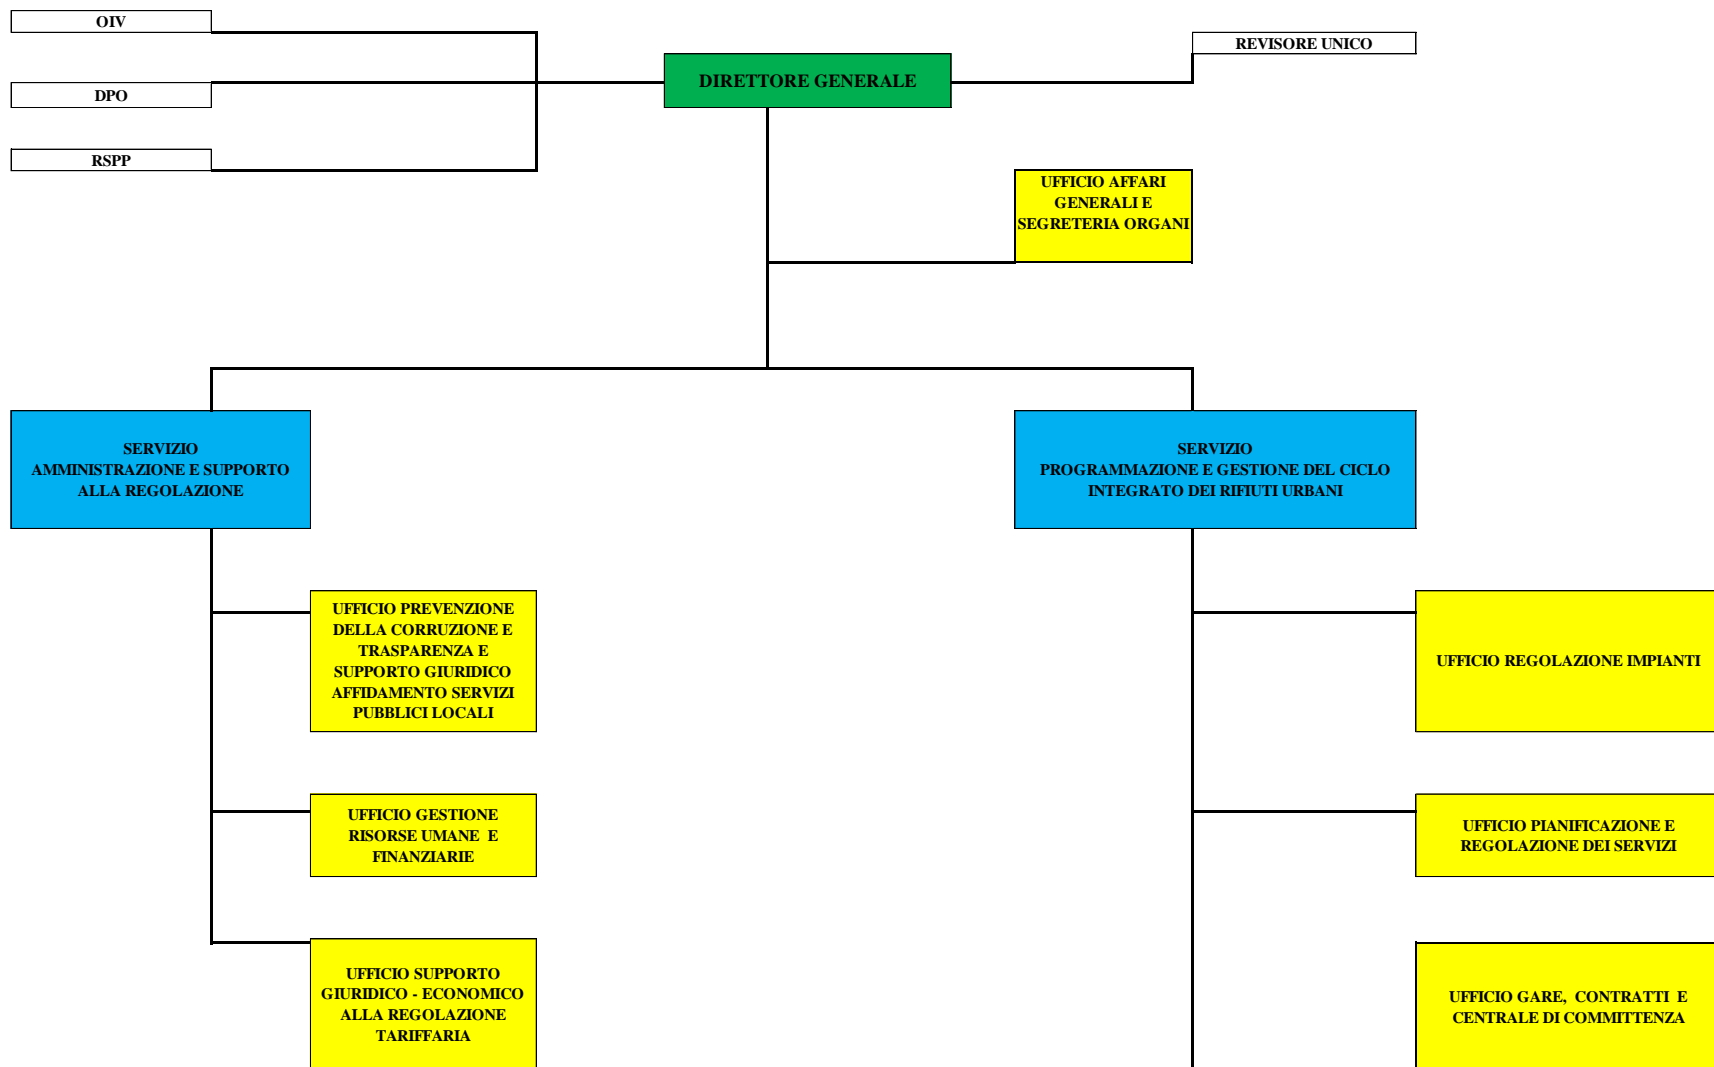 OIV
REVISORE UNICO
DIRETTORE GENERALE
DPO
RSPP
UFFICIO AFFARI
GENERALI E
SEGRETERIA ORGANI
SERVIZIO
AMMINISTRAZIONE E SUPPORTO
ALLA REGOLAZIONE
SERVIZIO
PROGRAMMAZIONE E GESTIONE DEL CICLO
INTEGRATO DEI RIFIUTI URBANI
UFFICIO PREVENZIONE
DELLA CORRUZIONE E
TRASPARENZA E
SUPPORTO GIURIDICO
AFFIDAMENTO SERVIZI
PUBBLICI LOCALI
UFFICIO REGOLAZIONE IMPIANTI
UFFICIO GESTIONE
RISORSE UMANE E
FINANZIARIE
UFFICIO PIANIFICAZIONE E
REGOLAZIONE DEI SERVIZI
UFFICIO SUPPORTO
GIURIDICO - ECONOMICO
ALLA REGOLAZIONE
TARIFFARIA
UFFICIO GARE, CONTRATTI E
CENTRALE DI COMMITTENZA